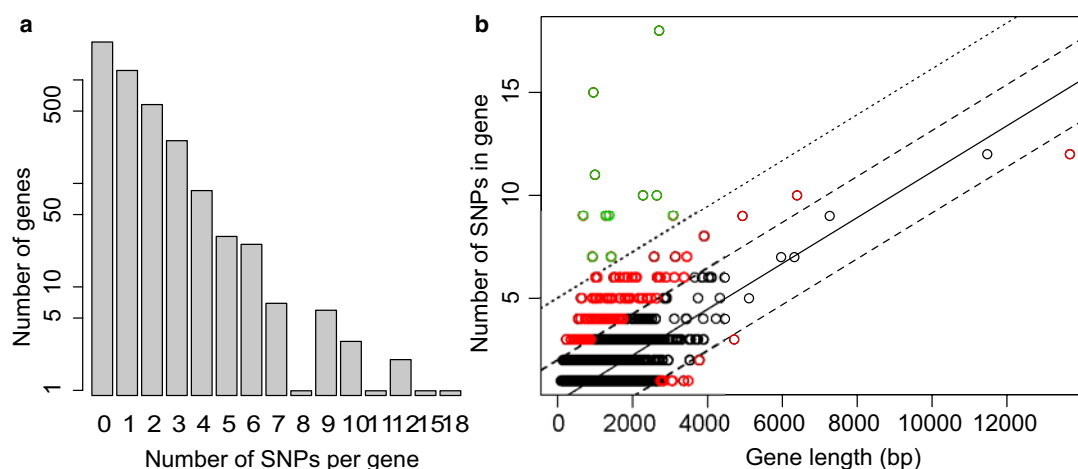 a
Number of genes
500
50
10
5
1
0 1 2 3 4 5 6 7 8 9 10 11 12 15 18
Number of SNPs per gene
b
Number of SNPs in gene
15
10
5
0 2000 4000 6000 8000 10000 12000
Gene length (bp)